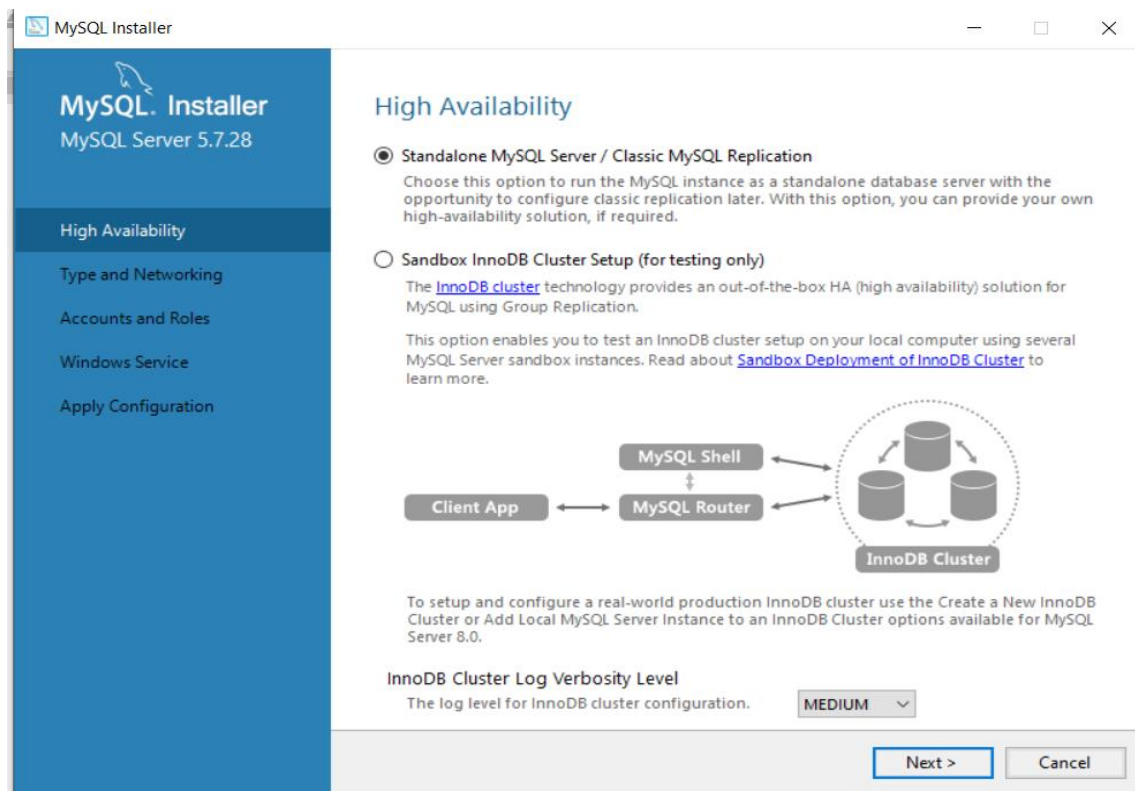 MySQL Installer
MySQL. Installer
MySQL Server 5.7.28
High Availability
Type and Networking
Accounts and Roles
Windows Service
Apply Configuration
High Availability
Standalone MySQL Server / Classic MySQL Replication
Choose this option to run the MySQL instance as a standalone database server with the
opportunity to configure classic replication later. With this option, you can provide your own
high-availability solution, if required.
Sandbox InnoDB Cluster Setup (for testing only)
The InnoDB cluster technology provides an out-of-the-box HA (high availability) solution for
MySQL using Group Replication.
This option enables you to test an InnoDB cluster setup on your local computer using several
MySQL Server sandbox instances. Read about Sandbox Deployment of InnoDB Cluster to
learn more.
MySQL Shell
Client App
MySQL Router
InnoDB Cluster
To setup and configure a real-world production InnoDB cluster use the Create a New InnoDB
Cluster or Add Local MySQL Server Instance to an InnoDB Cluster options available for MySQL
Server 8.0.
InnoDB Cluster Log Verbosity Level
The log level for InnoDB cluster configuration.
MEDIUM
Next >
Cancel